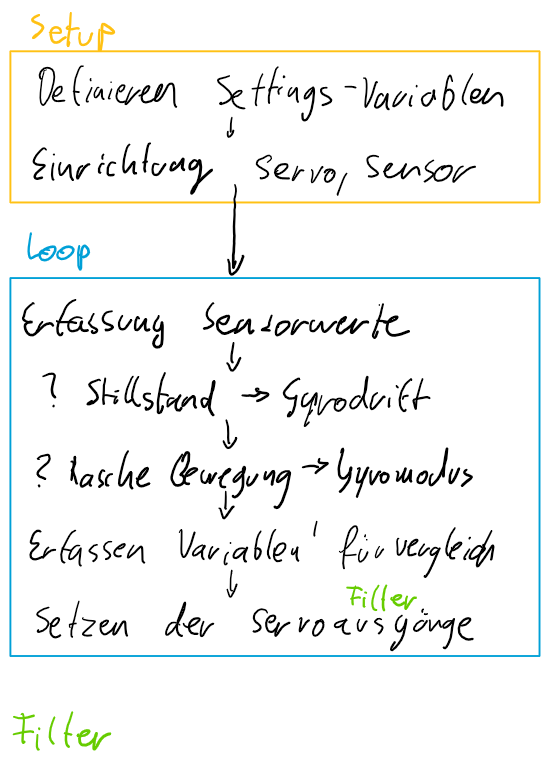 Setup
Definieren Settings-Variablen
↓
Einrichtung Servo, Sensor
↓
Loop
Erfassung Sensorwerte
↓
? Stillstand → Gyrodrift
↓
? Rasche Bewegung → Gyromodus
↓
Erfassen Variablen' für vergleich
↓
Filter
Setzen der Servoausgänge
Filter